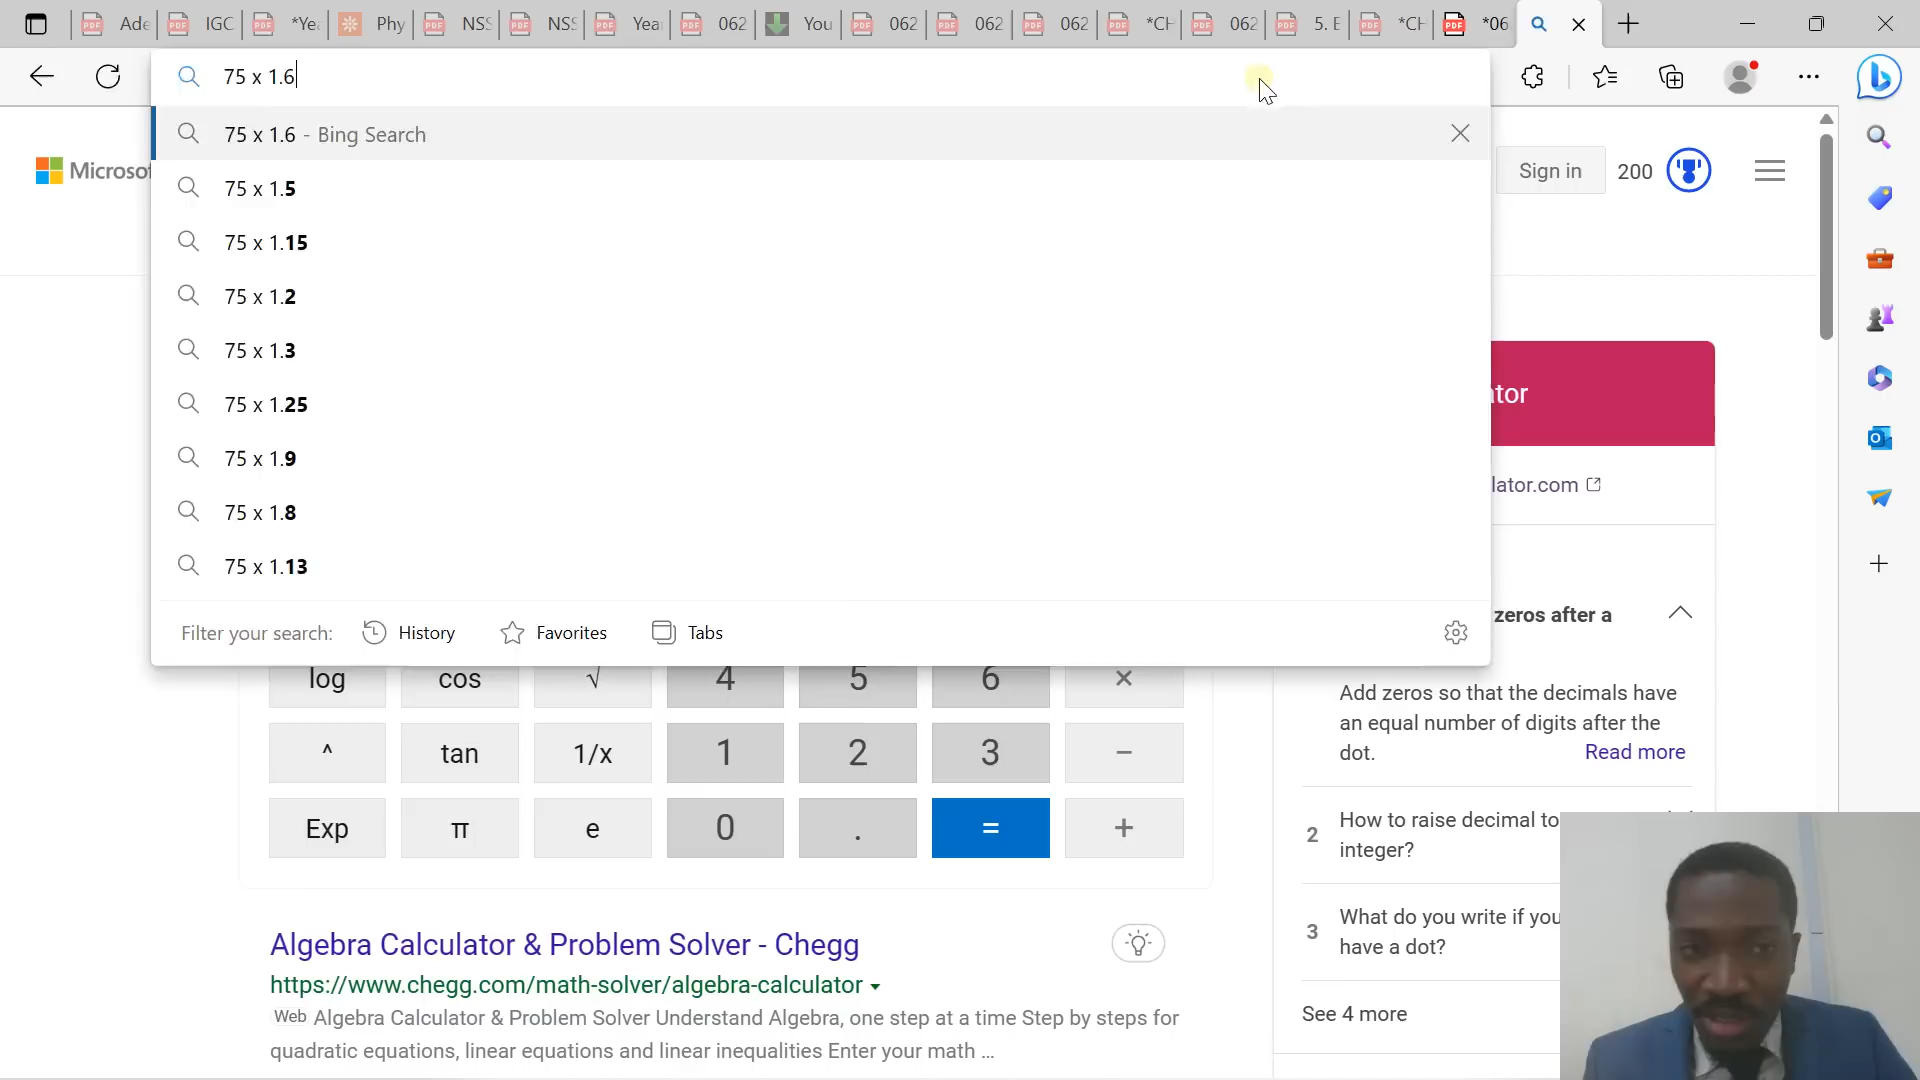 Ade
IGC
*Yea
Phy
NSS
NSS
Year
062
You
062
062
062
*CH
062
5. E
*CH
*06
75 x 1.6
75 x 1.6 - Bing Search
75 x 1.5
75 x 1.15
75 x 1.2
75 x 1.3
75 x 1.25
75 x 1.9
75 x 1.8
75 x 1.13
Filter your search:
History
Favorites
Tabs
Microsof
Sign in
200
ator
lator.com
zeros after a
Add zeros so that the decimals have
an equal number of digits after the
dot.
Read more
2
How to raise decimal to
integer?
3
What do you write if you
have a dot?
See 4 more
log cos √ 4 5 6 ×
^ tan 1/x 1 2 3 −
Exp π e 0 . = +
Algebra Calculator & Problem Solver - Chegg
https://www.chegg.com/math-solver/algebra-calculator
Web Algebra Calculator & Problem Solver Understand Algebra, one step at a time Step by steps for
quadratic equations, linear equations and linear inequalities Enter your math ...